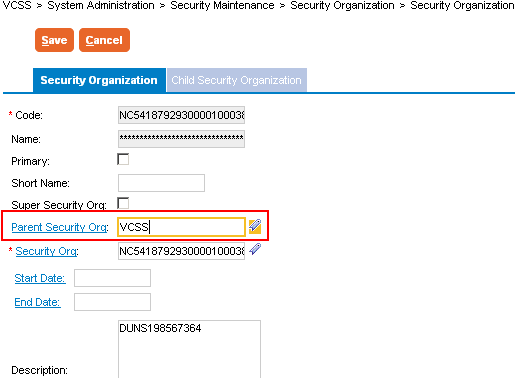 VCSS > System Administration > Security Maintenance > Security Organization > Security Organization
Save Cancel
Security Organization Child Security Organization
* Code: NC5418792930000100038
Name: ******************************
Primary:
Short Name:
Super Security Org:
Parent Security Org: VCSS
* Security Org: NC5418792930000100038
Start Date:
End Date:
DUNS198567364
Description: